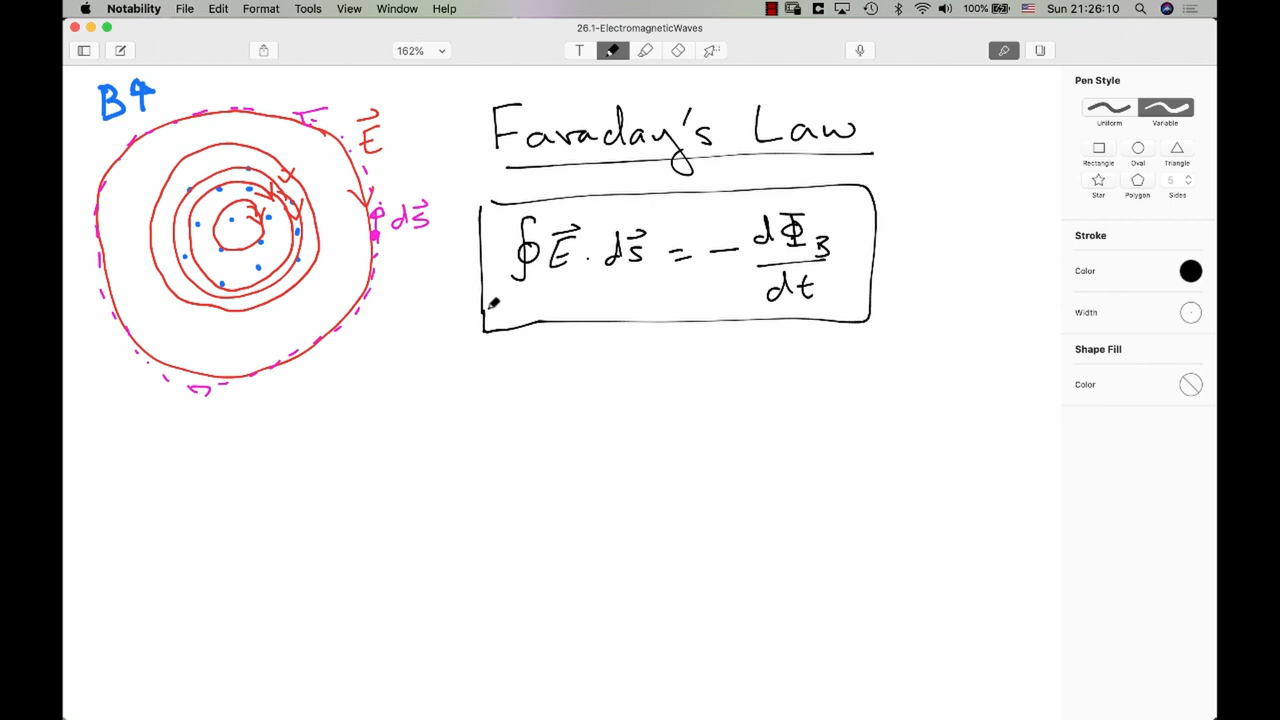 Notability File Edit Format Tools View Window Help 100% Sun 21:26:10
26.1-ElectromagneticWaves
162% T
Pen Style
Uniform Variable
Rectangle Oval Triangle
5
Star Polygon Sides
Stroke
Color
Width
Shape Fill
Color
B↑
E⃗
ds⃗
Faraday's Law
∮ E⃗ · ds⃗ = - dΦ_B / dt